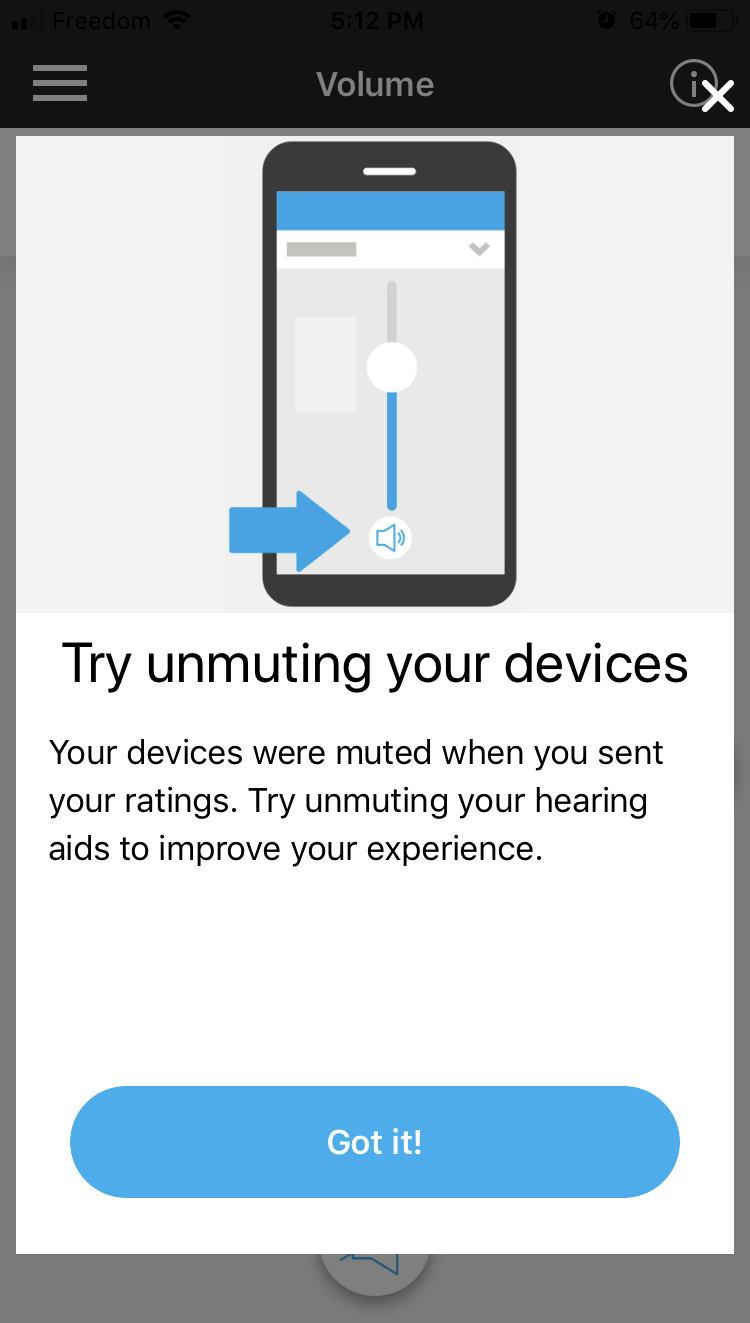 Freedom 5:12 PM 64%
Volume
Try unmuting your devices
Your devices were muted when you sent
your ratings. Try unmuting your hearing
aids to improve your experience.
Got it!